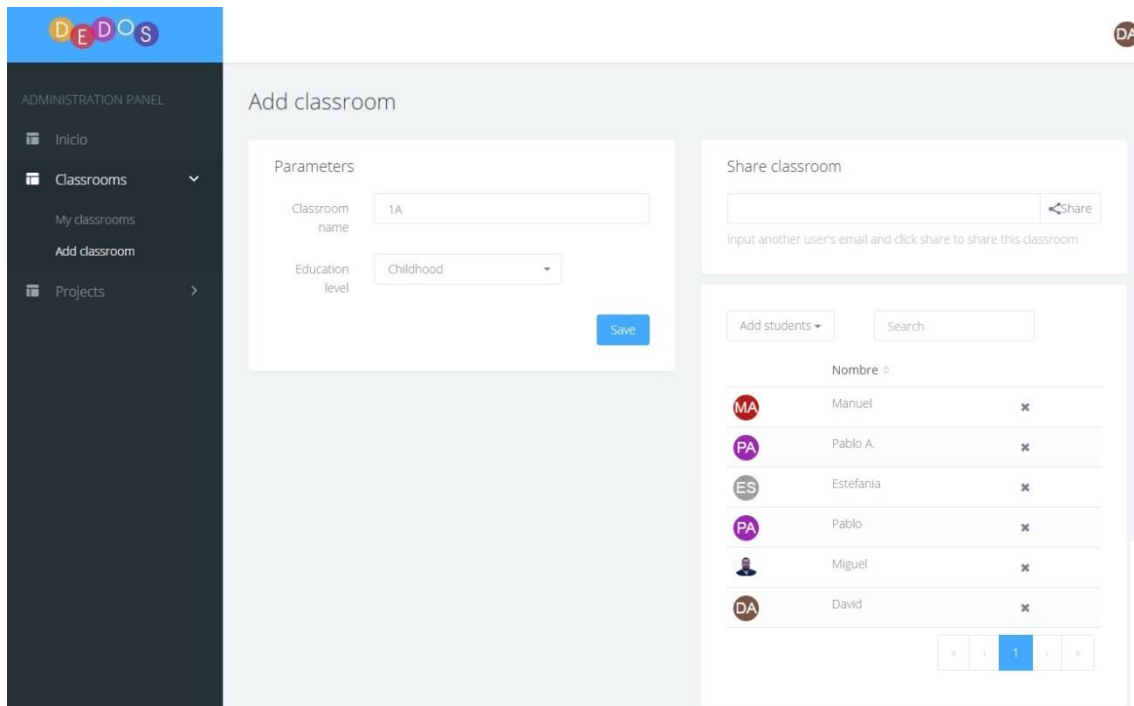 DEDOS
DA
ADMINISTRATION PANEL
Inicio
Classrooms
My classrooms
Add classroom
Projects
Add classroom
Parameters
Classroom
name
1A
Education
level
Childhood
Save
Share classroom
Share
Input another user's email and click share to share this classroom
Add students
Search
Nombre
MA Manuel
PA Pablo A.
ES Estefania
PA Pablo
Miguel
DA David
« ‹ 1 › »